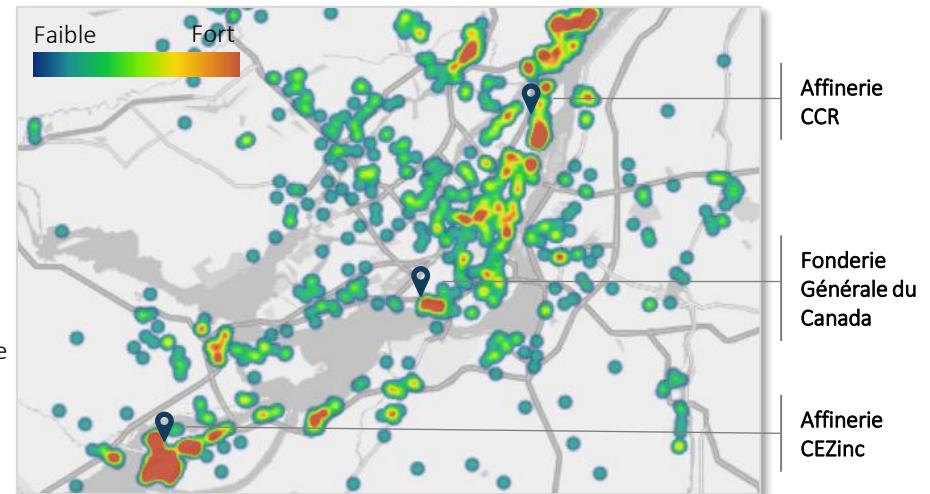 Faible
Fort
Affinerie
CCR
Fonderie
Générale du
Canada
e
Affinerie
CEZinc